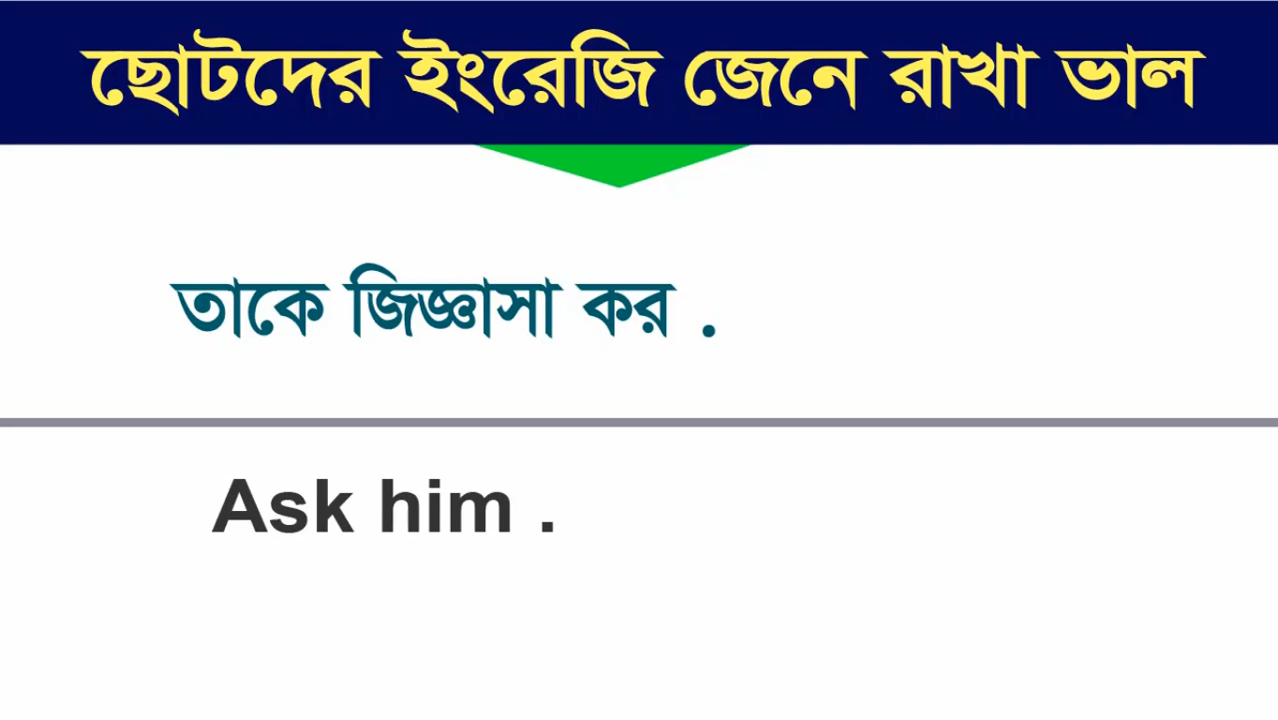 ছোটদের ইংরেজি জেনে রাখা ভাল
তাকে জিজ্ঞাসা কর .
Ask him .